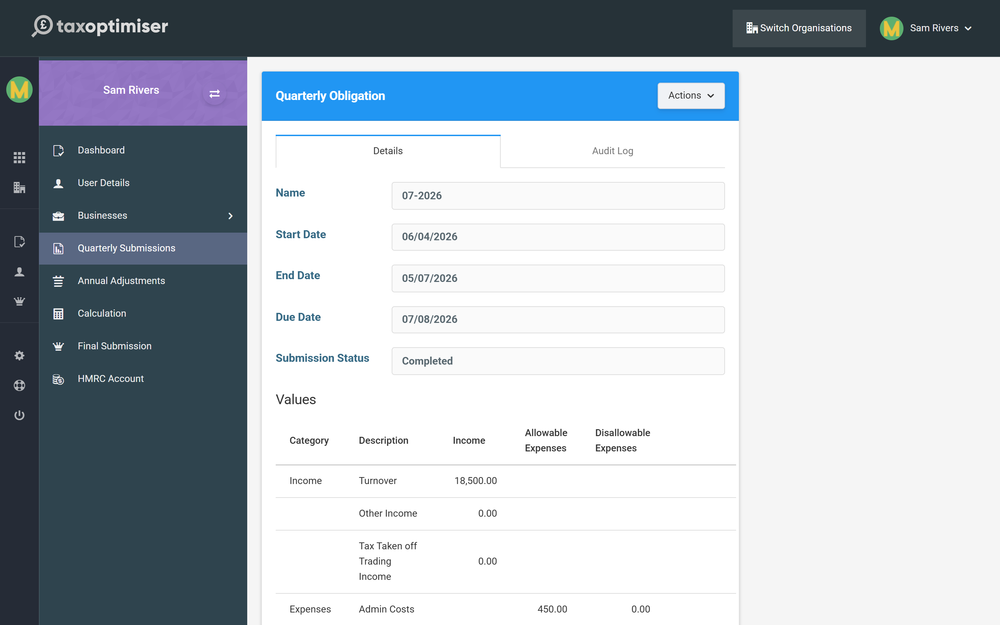 taxoptimiser
Switch Organisations
Sam Rivers
Sam Rivers
Dashboard
User Details
Businesses
Quarterly Submissions
Annual Adjustments
Calculation
Final Submission
HMRC Account
Quarterly Obligation
Actions
Details
Audit Log
Name
07-2026
Start Date
06/04/2026
End Date
05/07/2026
Due Date
07/08/2026
Submission Status
Completed
Values
Category Description Income Allowable Expenses Disallowable Expenses
Income Turnover 18,500.00
Other Income 0.00
Tax Taken off Trading Income 0.00
Expenses Admin Costs 450.00 0.00